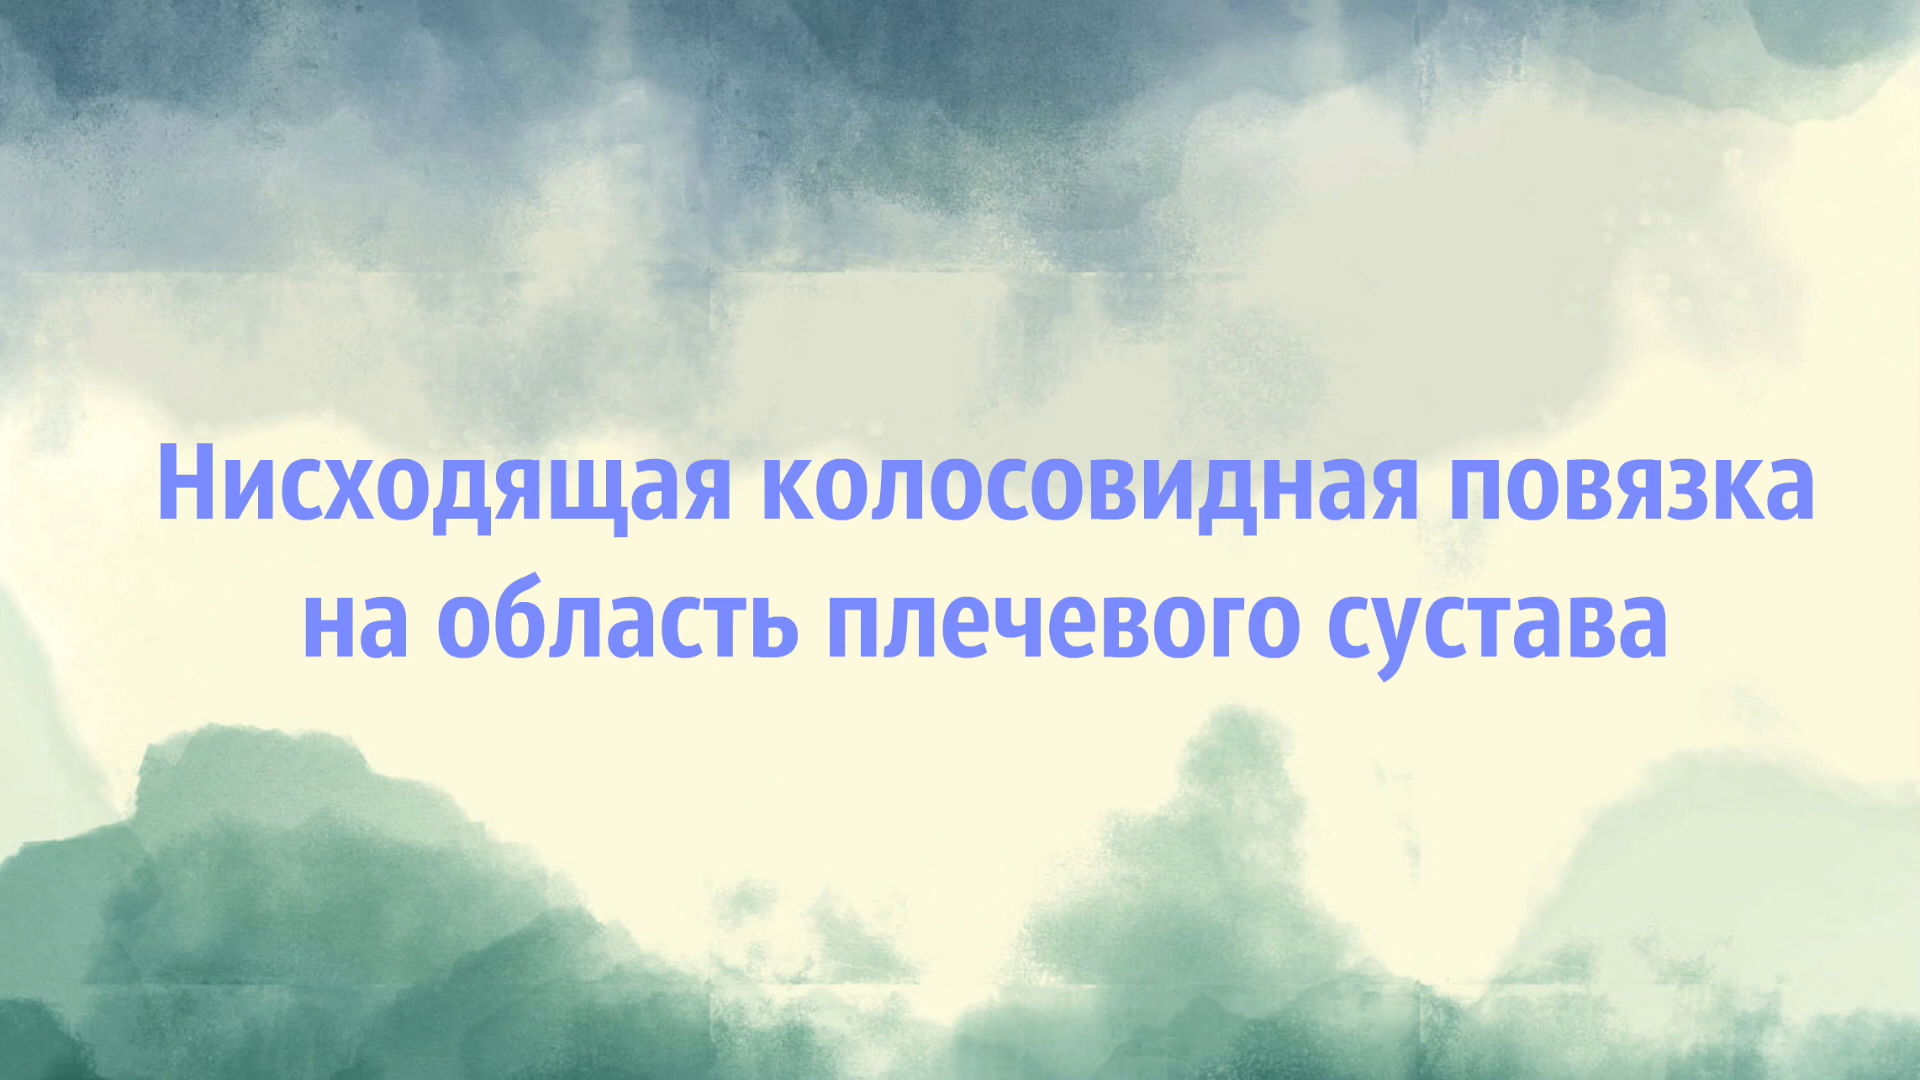 Нисходящая колосовидная повязка
на область плечевого сустава